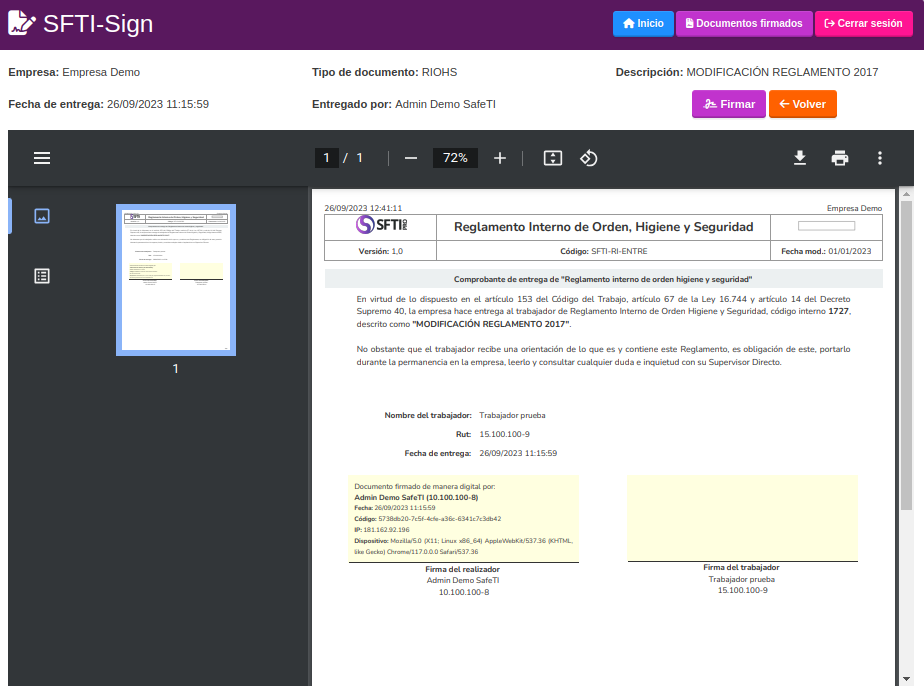 SFTI-Sign
Inicio
Documentos firmados
Cerrar sesión
Empresa: Empresa Demo
Tipo de documento: RIOHS
Descripción: MODIFICACIÓN REGLAMENTO 2017
Fecha de entrega: 26/09/2023 11:15:59
Entregado por: Admin Demo SafeTI
Firmar
Volver
1 / 1
72%
1
26/09/2023 12:41:11
Empresa Demo
SFTI
Reglamento Interno de Orden, Higiene y Seguridad
Versión: 1,0
Código: SFTI-RI-ENTRE
Fecha mod.: 01/01/2023
Comprobante de entrega de "Reglamento interno de orden higiene y seguridad"
En virtud de lo dispuesto en el artículo 153 del Código del Trabajo, artículo 67 de la Ley 16.744 y artículo 14 del Decreto
Supremo 40, la empresa hace entrega al trabajador de Reglamento Interno de Orden Higiene y Seguridad, código interno 1727,
descrito como "MODIFICACIÓN REGLAMENTO 2017".
No obstante que el trabajador recibe una orientación de lo que es y contiene este Reglamento, es obligación de este, portarlo
durante la permanencia en la empresa, leerlo y consultar cualquier duda e inquietud con su Supervisor Directo.
Nombre del trabajador: Trabajador prueba
Rut: 15.100.100-9
Fecha de entrega: 26/09/2023 11:15:59
Documento firmado de manera digital por:
Admin Demo SafeTI (10.100.100-8)
Fecha: 26/09/2023 11:15:59
Código: 5738db20-7c5f-4cfe-a36c-6341c7c3db42
IP: 181.162.92.196
Dispositivo: Mozilla/5.0 (X11; Linux x86_64) AppleWebKit/537.36 (KHTML,
like Gecko) Chrome/117.0.0.0 Safari/537.36
Firma del realizador
Admin Demo SafeTI
10.100.100-8
Firma del trabajador
Trabajador prueba
15.100.100-9